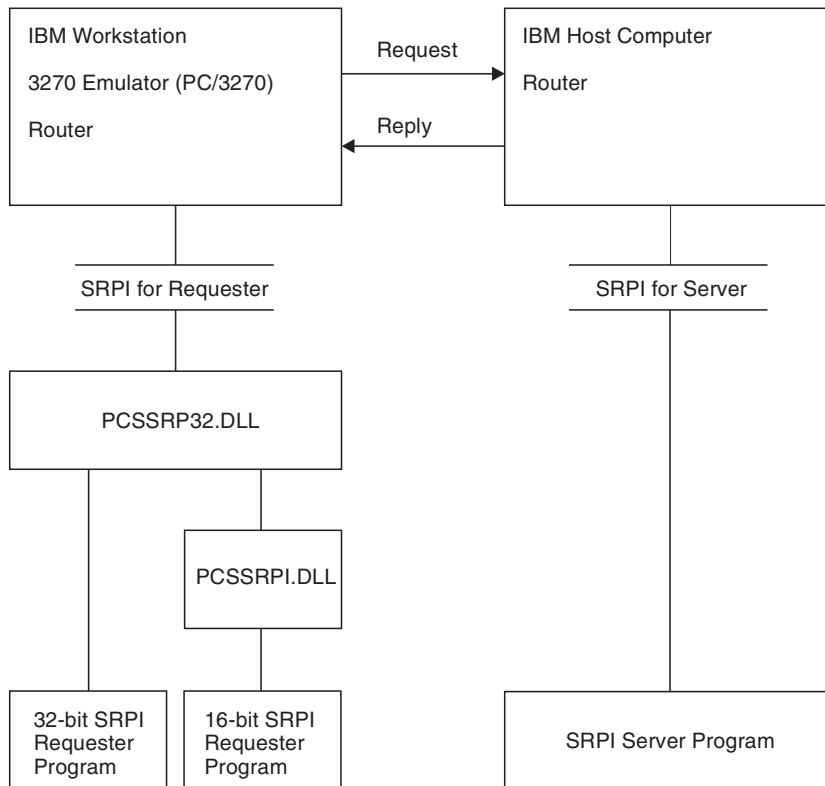 IBM Workstation
3270 Emulator (PC/3270)
Router
Request
Reply
IBM Host Computer
Router
SRPI for Requester
SRPI for Server
PCSSRP32.DLL
PCSSRPI.DLL
32-bit SRPI
Requester
Program
16-bit SRPI
Requester
Program
SRPI Server Program